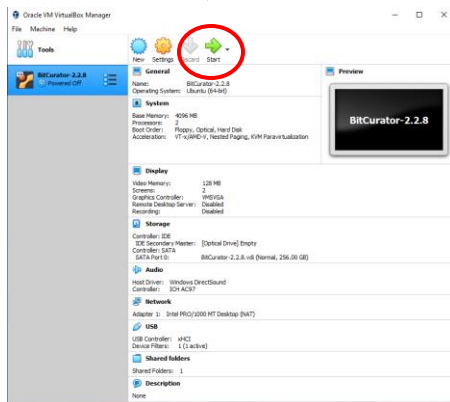 Oracle VM VirtualBox Manager
File Machine Help
Tools
New Settings Discard Start
BitCurator-2.2.8
Powered Off
General
Name: BitCurator-2.2.8
Operating System: Ubuntu (64-bit)
Preview
BitCurator-2.2.8
System
Base Memory: 4096 MB
Processors: 2
Boot Order: Floppy, Optical, Hard Disk
Acceleration: VT-x/AMD-V, Nested Paging, KVM Paravirtualization
Display
Video Memory: 128 MB
Screens: 2
Graphics Controller: VMSVGA
Remote Desktop Server: Disabled
Recording: Disabled
Storage
Controller: IDE
IDE Secondary Master: [Optical Drive] Empty
Controller: SATA
SATA Port 0: BitCurator-2.2.8.vdi (Normal, 256.00 GB)
Audio
Host Driver: Windows DirectSound
Controller: ICH AC97
Network
Adapter 1: Intel PRO/1000 MT Desktop (NAT)
USB
USB Controller: xHCI
Device Filters: 1 (1 active)
Shared folders
Shared Folders: 1
Description
None